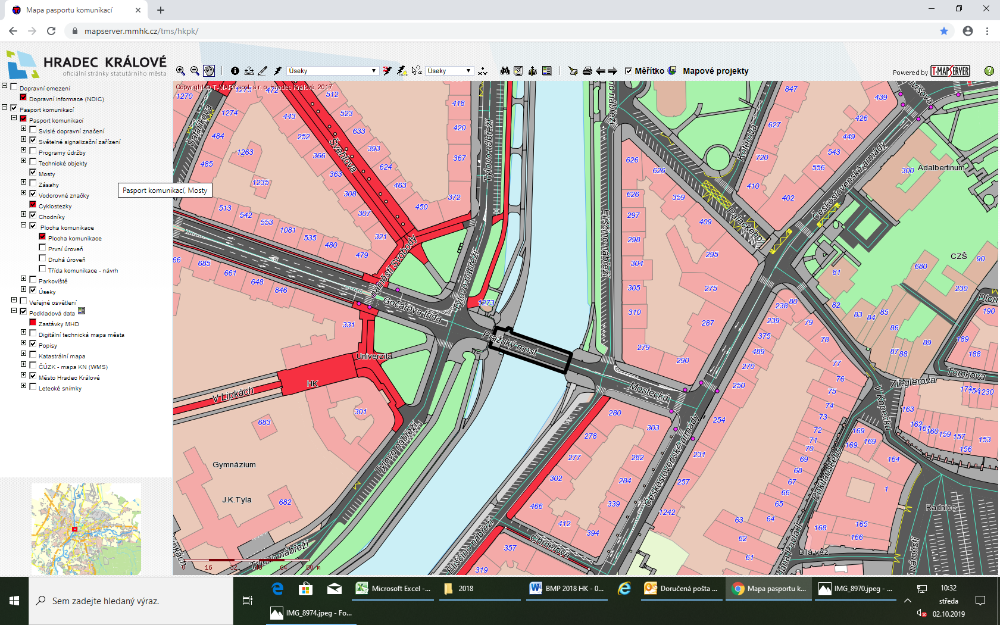 Mapa pasportu komunikací
mapserver.mmhk.cz/tms/hkpk/
HRADEC KRÁLOVÉ
oficiální stránky statutárního města
Úseky
Úseky
Měřítko
Mapové projekty
Powered by T-MAPSERVER
Dopravní omezení
Dopravní informace (NDIC)
Pasport komunikací
Pasport komunikací
Svislé dopravní značení
Světelné signalizační zařízení
Programy údržby
Technické objekty
Mosty
Zásahy
Vodorovné značky
Cyklostezky
Chodníky
Plocha komunikace
Plocha komunikace
První úroveň
Druhá úroveň
Třída komunikace - návrh
Parkoviště
Úseky
Veřejné osvětlení
Podkladová data
Zastávky MHD
Digitální technická mapa města
Popisy
Katastrální mapa
ČÚZK - mapa KN (WMS)
Město Hradec Králové
Letecké snímky
Pasport komunikací, Mosty
Copyright © T-MAPY spol. s r. o. Hradec Králové, 2017
1270
1273
472
512
418
847
439
1274
443
523
420
627
426
484
252
633
449
1263
366
393
367
626
720
543
485
363
624
626
556
300
Adalbertinum
1235
308
463
372
626
359
410
402
513
542
307
450
297
409
553
1081
535
321
298
295
480
479
304
680
CZŠ
90
685
661
648
846
305
275
81
230
310
287
238
80
82
83
84
85
190
331
1273
239
79
86
375
78
89
189
279
290
489
87
88
188
270
77
250
76
301
280
75
163
683
303
254
74
278
73
162
161
160
159
157
153
277
282
231
72
71
70
169
169
169
156
302
284
257
69
164
68
67
466
339
1242
66
1
682
65
412
394
63
64
168
165
357
62
166
319
61
Šafaříkova
Švehlova
Tylovo nábřeží
Eliščino nábřeží
Kotěrova
Palackého
Československé armády
náměstí Svobody
Gočárova třída
Tylovo nábřeží
Pražský most
Mostecká
Univerzita
HK
V Lipkách
Gymnázium
J.K.Tyla
Tylovo nábřeží
Tylovo nábřeží
Eliščino nábřeží
Chmelova
Československé armády
Zieglerova
Tomkova
V Kopečku
Rokitanského
Radnice
Bílá věž
0 16 32 48 64 80 m
Sem zadejte hledaný výraz.
Microsoft Excel -...
2018
BMP 2018 HK - 0...
Doručená pošta ...
Mapa pasportu k...
IMG_8970.jpeg - ...
IMG_8974.jpeg - Fo...
10:32
středa
02.10.2019